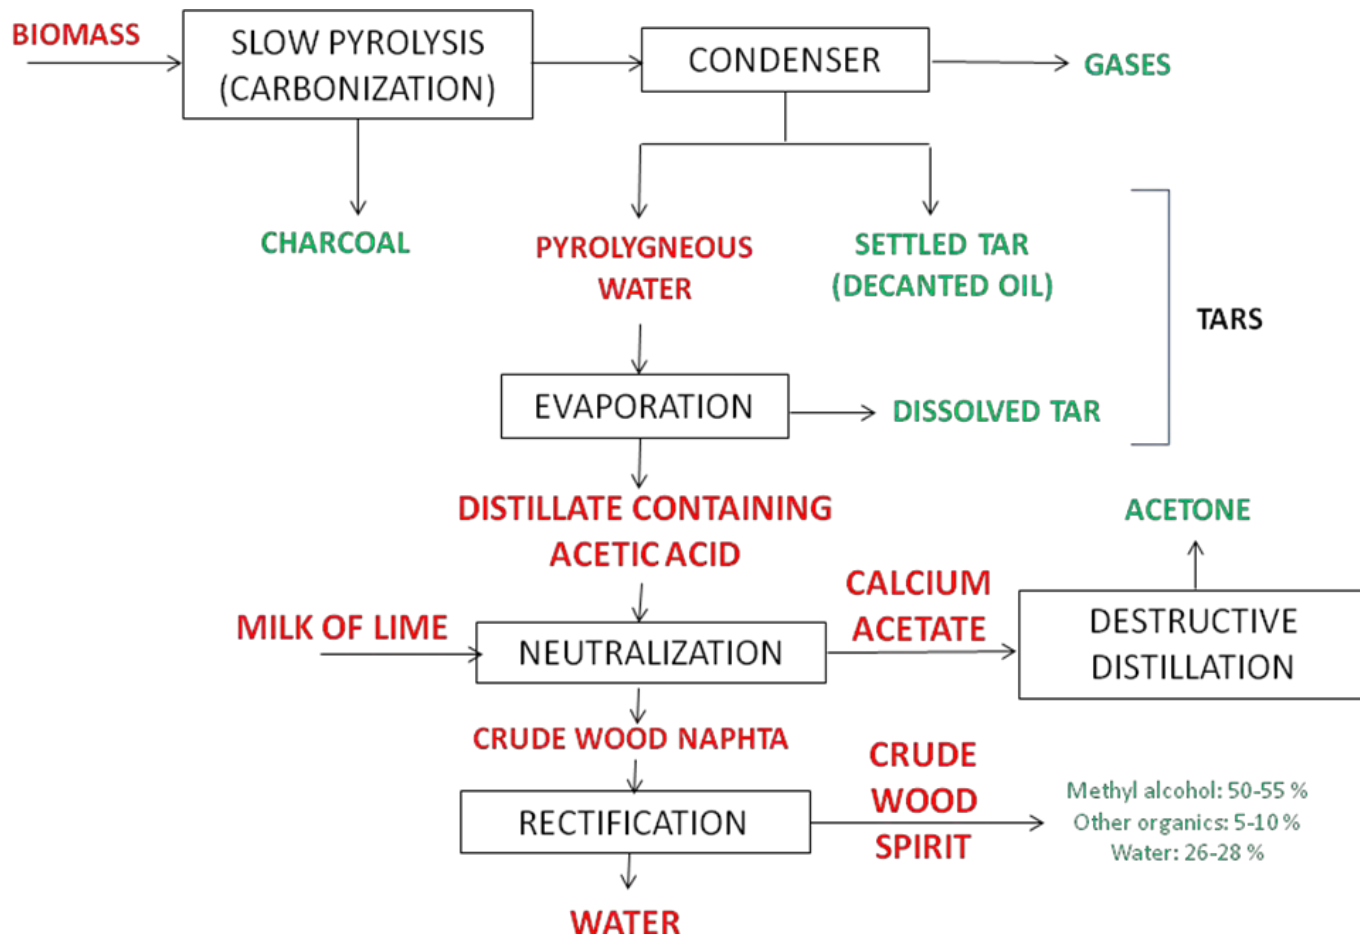 BIOMASS
SLOW PYROLYSIS
(CARBONIZATION)
CONDENSER
GASES
CHARCOAL
PYROLYGNEOUS
WATER
SETTLED TAR
(DECANTED OIL)
TARS
EVAPORATION
DISSOLVED TAR
DISTILLATE CONTAINING
ACETIC ACID
ACETONE
MILK OF LIME
NEUTRALIZATION
CALCIUM
ACETATE
DESTRUCTIVE
DISTILLATION
CRUDE WOOD NAPHTA
RECTIFICATION
CRUDE
WOOD
SPIRIT
Methyl alcohol: 50-55 %
Other organics: 5-10 %
Water: 26-28 %
WATER